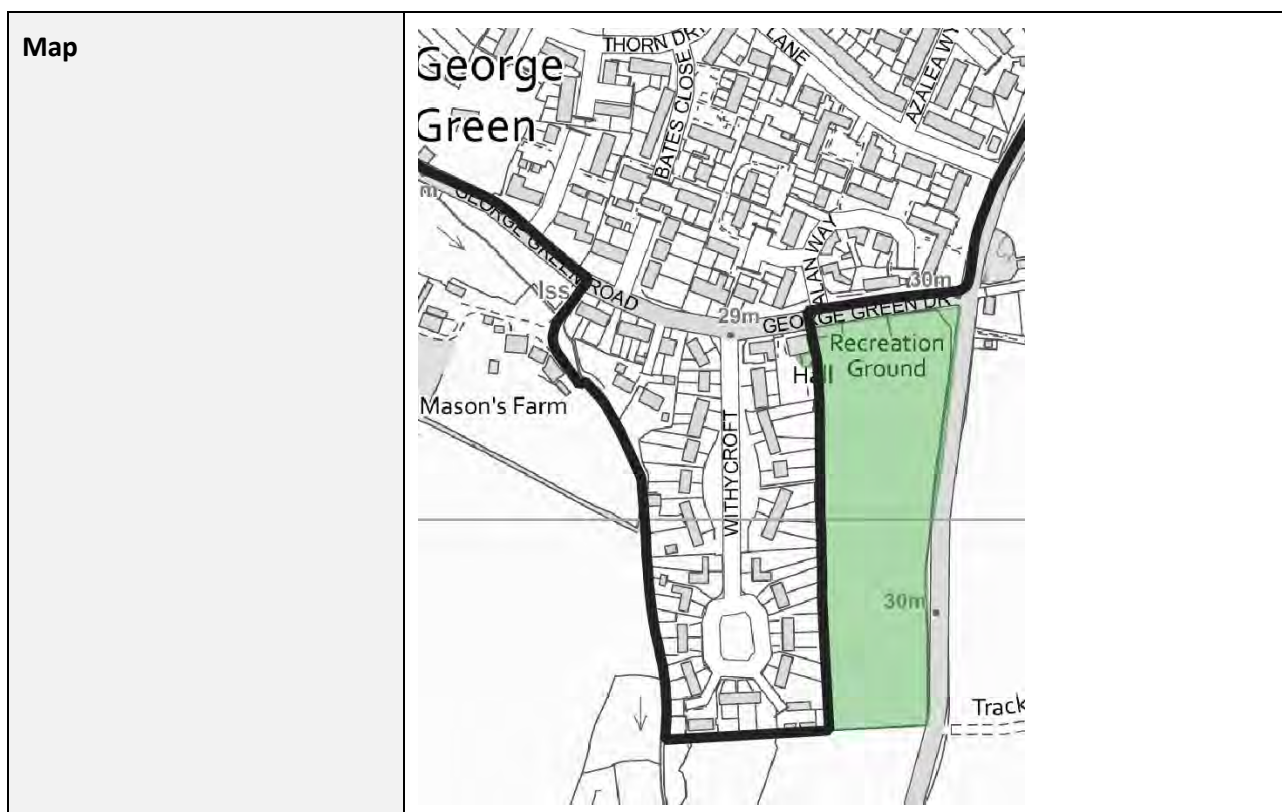 Map
THORN DR
LANE
AZALEA WY
George
Green
BATES CLOSE
m
GEORGE GREEN ROAD
Iss
ALAN WAY
30m
29m
GEORGE GREEN DR
Recreation
Ground
Hall
Mason's Farm
WITHYCROFT
30m
Track